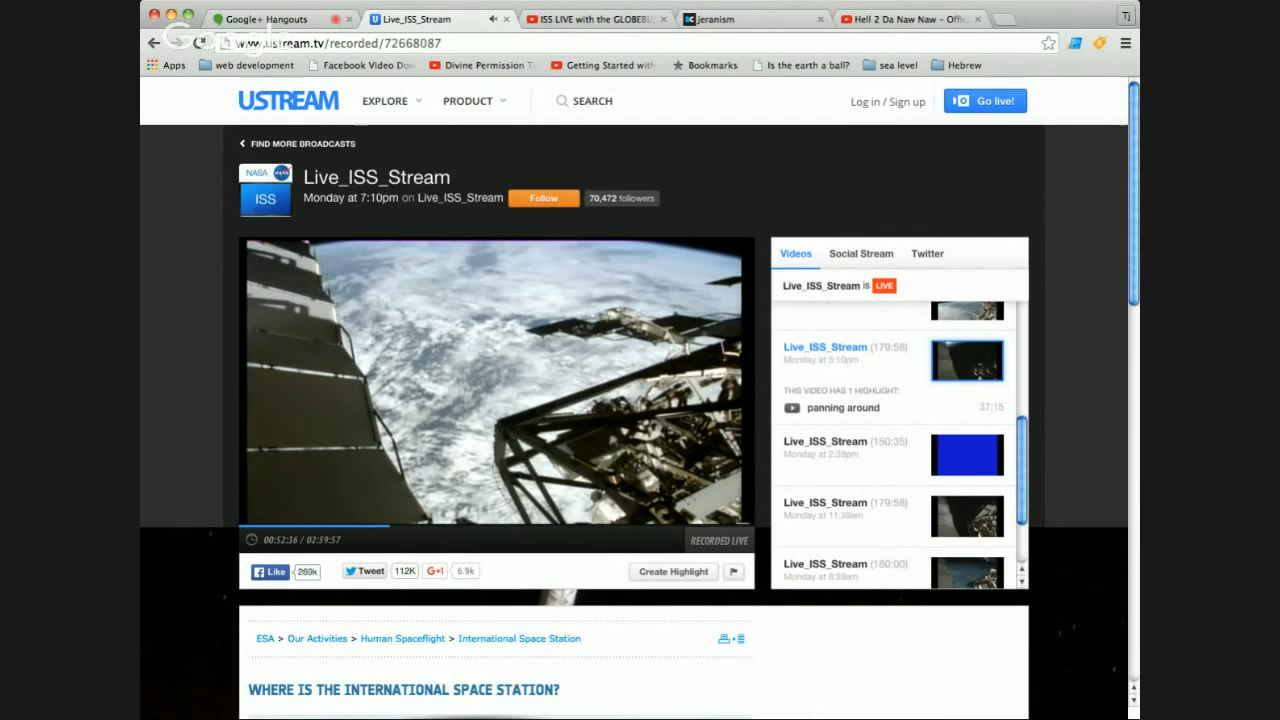 Google+ Hangouts
Live_ISS_Stream
ISS LIVE with the GLOBEBU
jeranism
Hell 2 Da Naw Naw - Offic
Tj
Google
www.ustream.tv/recorded/72668087
Apps
web development
Facebook Video Do
Divine Permission T
Getting Started with
Bookmarks
Is the earth a ball?
sea level
Hebrew
USTREAM
EXPLORE
PRODUCT
SEARCH
Log in / Sign up
Go live!
FIND MORE BROADCASTS
NASA
ISS
Live_ISS_Stream
Monday at 7:10pm on Live_ISS_Stream
Follow
70,472 followers
Videos
Social Stream
Twitter
Live_ISS_Stream is LIVE
Live_ISS_Stream (179:58)
Monday at 5:10pm
THIS VIDEO HAS 1 HIGHLIGHT:
panning around 37:15
Live_ISS_Stream (150:35)
Monday at 2:39pm
Live_ISS_Stream (179:58)
Monday at 11:39am
Live_ISS_Stream (180:00)
Monday at 8:39am
00:52:36 / 02:59:57
RECORDED LIVE
Like
269k
Tweet
112K
G+1
6.9k
Create Highlight
ESA > Our Activities > Human Spaceflight > International Space Station
WHERE IS THE INTERNATIONAL SPACE STATION?